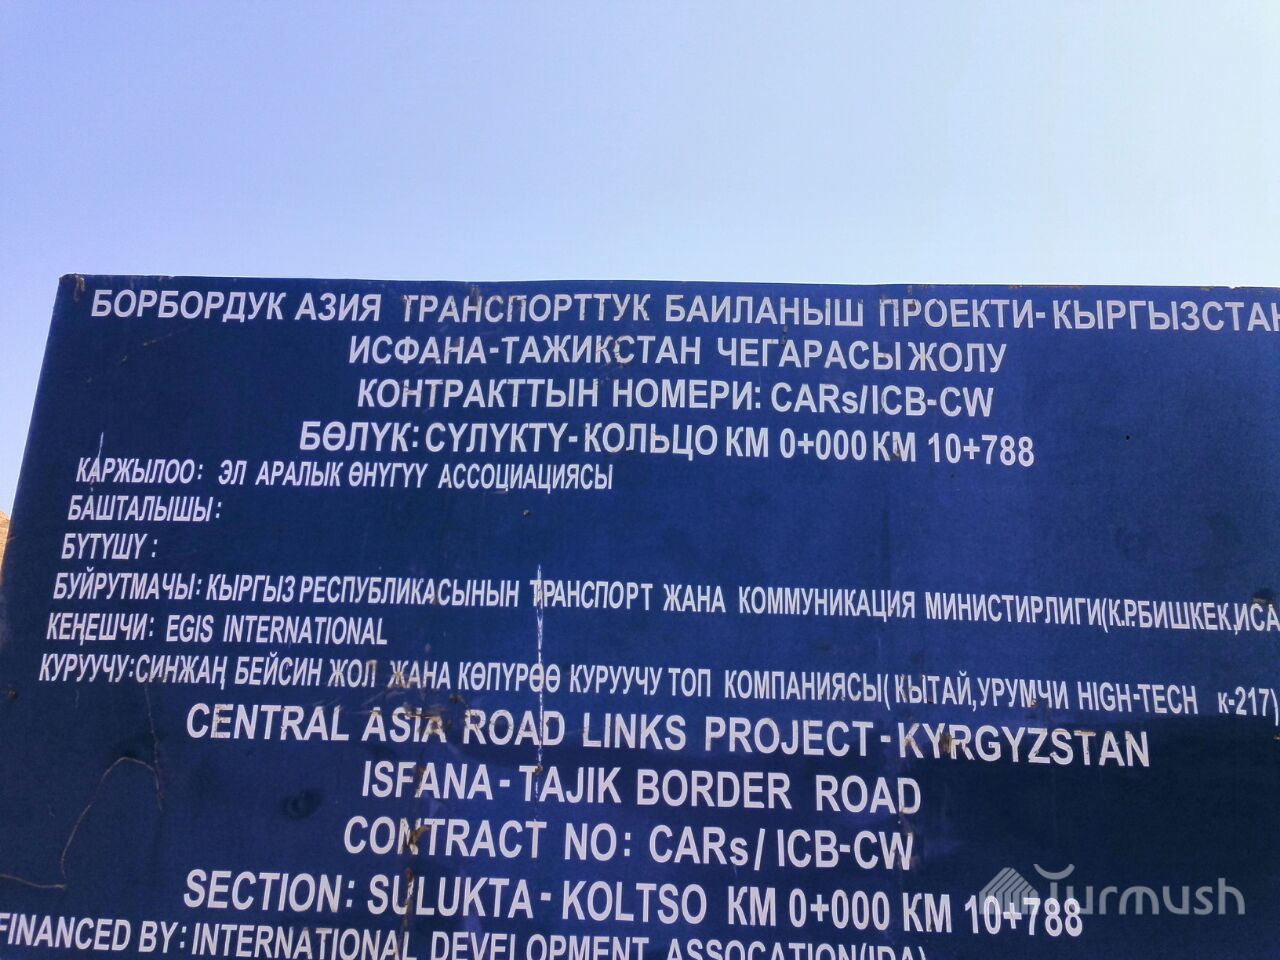 БОРБОРДУК АЗИЯ ТРАНСПОРТТУК БАИЛАНЫШ ПРОЕКТИ-КЫРГЫЗСТАН
ИСФАНА-ТАЖИКСТАН ЧЕГАРАСЫ ЖОЛУ
КОНТРАКТТЫН НОМЕРИ: CARs/ICB-CW
БӨЛҮК: СҮЛҮКТҮ-КОЛЬЦО КМ 0+000 КМ 10+788
КАРЖЫЛОО: ЭЛ АРАЛЫК ӨНҮГҮҮ АССОЦИАЦИЯСЫ
БАШТАЛЫШЫ:
БҮТҮШҮ :
БУЙРУТМАЧЫ: КЫРГЫЗ РЕСПУБЛИКАСЫНЫН ТРАНСПОРТ ЖАНА КОММУНИКАЦИЯ МИНИСТИРЛИГИ(К.Р.БИШКЕК,ИСА
КЕҢЕШЧИ: EGIS INTERNATIONAL
КУРУУЧУ:СИНЖАҢ БЕЙСИН ЖОЛ ЖАНА КӨПҮРӨӨ КУРУУЧУ ТОП КОМПАНИЯСЫ( КЫТАЙ,УРУМЧИ HIGH-TECH к-217)
CENTRAL ASIA ROAD LINKS PROJECT-KYRGYZSTAN
ISFANA-TAJIK BORDER ROAD
CONTRACT NO: CARs/ ICB-CW
SECTION: SULUKTA-KOLTSO КМ 0+000 КМ 10+788
FINANCED BY: INTERNATIONAL DEVELOPMENT ASSOCATION(IDA)
Turmush